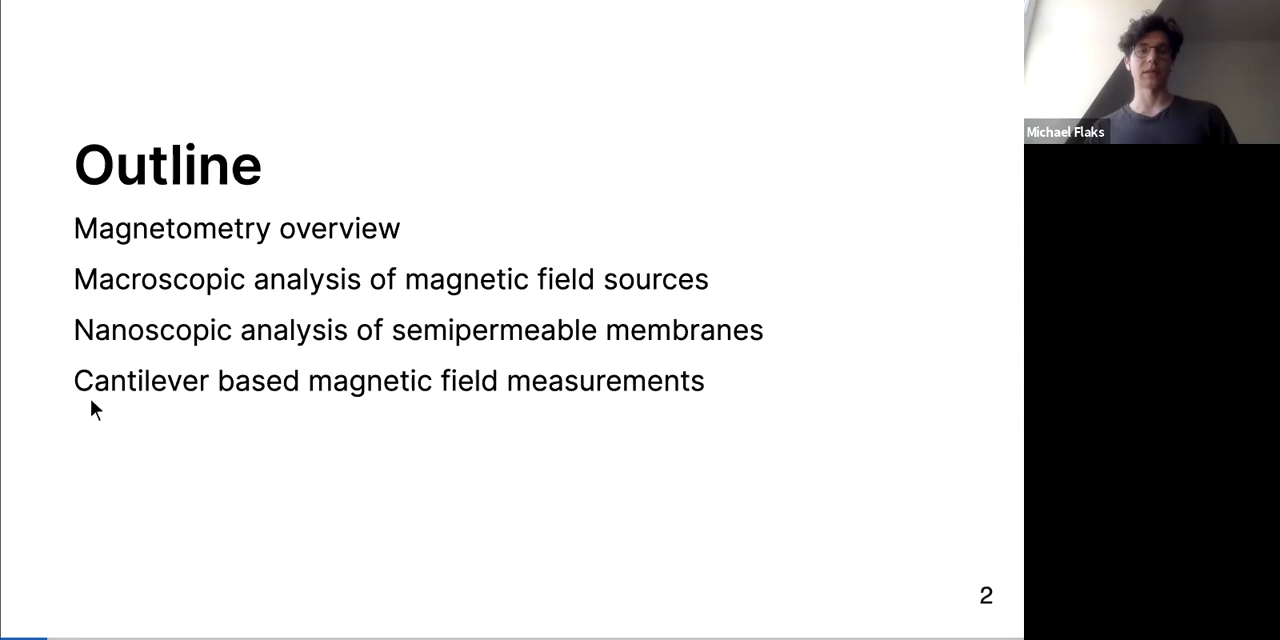 Outline
Magnetometry overview
Macroscopic analysis of magnetic field sources
Nanoscopic analysis of semipermeable membranes
Cantilever based magnetic field measurements
2
Michael Flaks